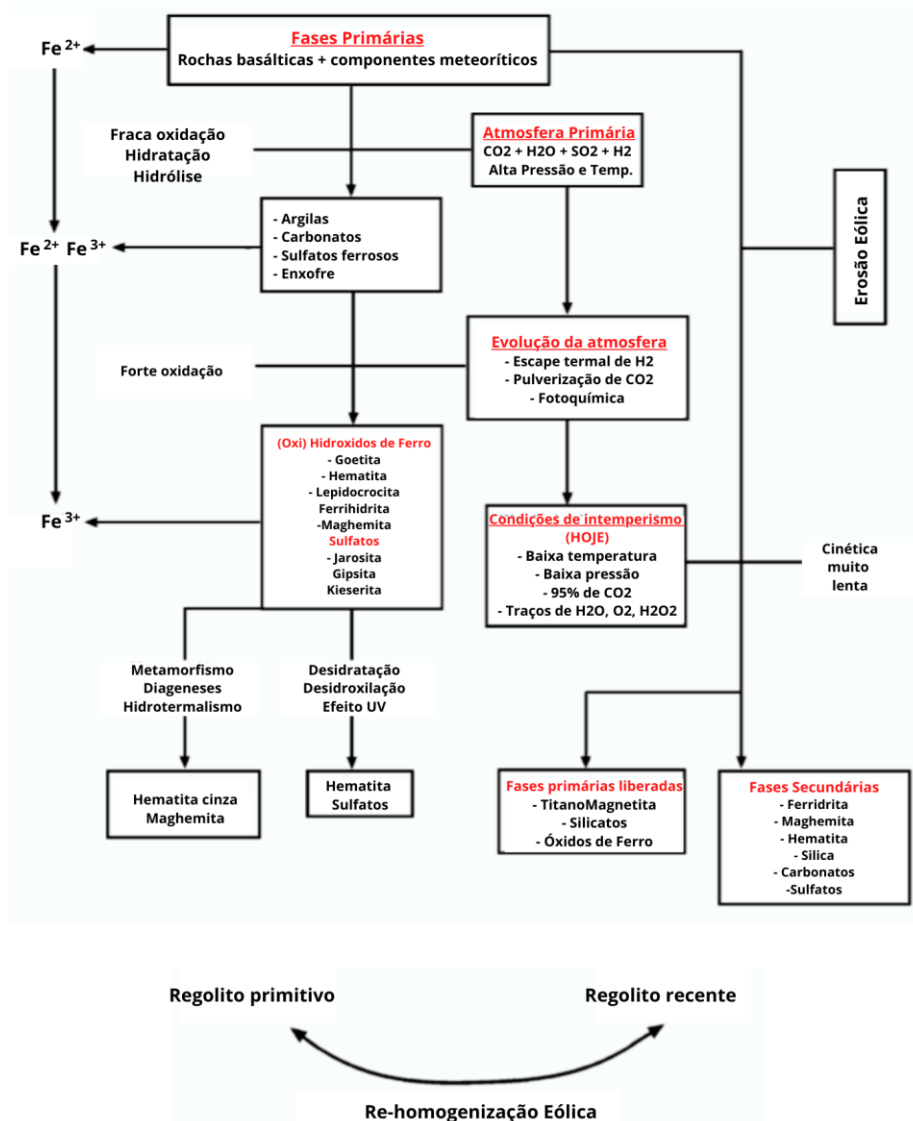 Fases Primárias
Rochas basálticas + componentes meteoríticos
Fe 2+
Fraca oxidação
Hidratação
Hidrólise
Atmosfera Primária
CO2 + H2O + SO2 + H2
Alta Pressão e Temp.
Erosão Eólica
- Argilas
- Carbonatos
- Sulfatos ferrosos
- Enxofre
Fe 2+ Fe 3+
Evolução da atmosfera
- Escape termal de H2
- Pulverização de CO2
- Fotoquímica
Forte oxidação
(Oxi) Hidroxidos de Ferro
- Goetita
- Hematita
- Lepidocrocita
Ferrihidrita
-Maghemita
Sulfatos
- Jarosita
Gipsita
Kieserita
Fe 3+
Condições de intemperismo
(HOJE)
- Baixa temperatura
- Baixa pressão
- 95% de CO2
- Traços de H2O, O2, H2O2
Cinética
muito
lenta
Metamorfismo
Diageneses
Hidrotermalismo
Desidratação
Desidroxilação
Efeito UV
Hematita cinza
Maghemita
Hematita
Sulfatos
Fases primárias liberadas
- TitanoMagnetita
- Silicatos
- Óxidos de Ferro
Fases Secundárias
- Ferridrita
- Maghemita
- Hematita
- Silica
- Carbonatos
-Sulfatos
Regolito primitivo
Regolito recente
Re-homogenização Eólica